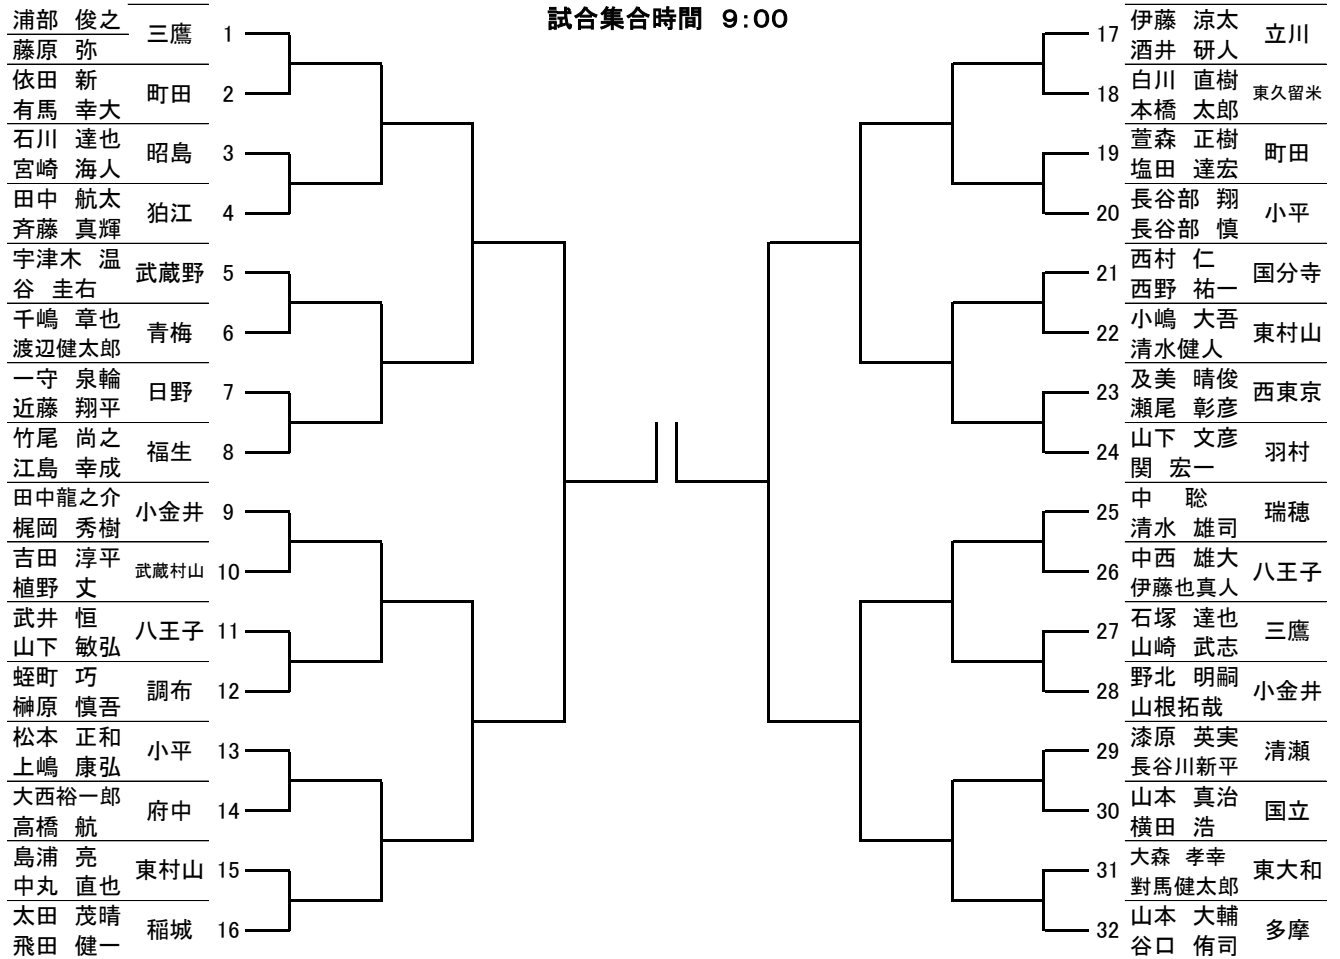 試合集合時間 9:00
浦部 俊之
三鷹 1
藤原 弥
依田 新
町田 2
有馬 幸大
石川 達也
昭島 3
宮崎 海人
田中 航太
狛江 4
斉藤 真輝
宇津木 温
武蔵野 5
谷 圭右
千嶋 章也
青梅 6
渡辺健太郎
一守 泉輪
日野 7
近藤 翔平
竹尾 尚之
福生 8
江島 幸成
田中龍之介
小金井 9
梶岡 秀樹
吉田 淳平
武蔵村山 10
植野 丈
武井 恒
八王子 11
山下 敏弘
蛭町 巧
調布 12
榊原 慎吾
松本 正和
小平 13
上嶋 康弘
大西裕一郎
府中 14
高橋 航
島浦 亮
東村山 15
中丸 直也
太田 茂晴
稲城 16
飛田 健一
伊藤 涼太
17 立川
酒井 研人
白川 直樹
18 東久留米
本橋 太郎
萱森 正樹
19 町田
塩田 達宏
長谷部 翔
20 小平
長谷部 慎
西村 仁
21 国分寺
西野 祐一
小嶋 大吾
22 東村山
清水健人
及美 晴俊
23 西東京
瀬尾 彰彦
山下 文彦
24 羽村
関 宏一
中 聡
25 瑞穂
清水 雄司
中西 雄大
26 八王子
伊藤也真人
石塚 達也
27 三鷹
山崎 武志
野北 明嗣
28 小金井
山根拓哉
漆原 英実
29 清瀬
長谷川新平
山本 真治
30 国立
横田 浩
大森 孝幸
31 東大和
對馬健太郎
山本 大輔
32 多摩
谷口 侑司